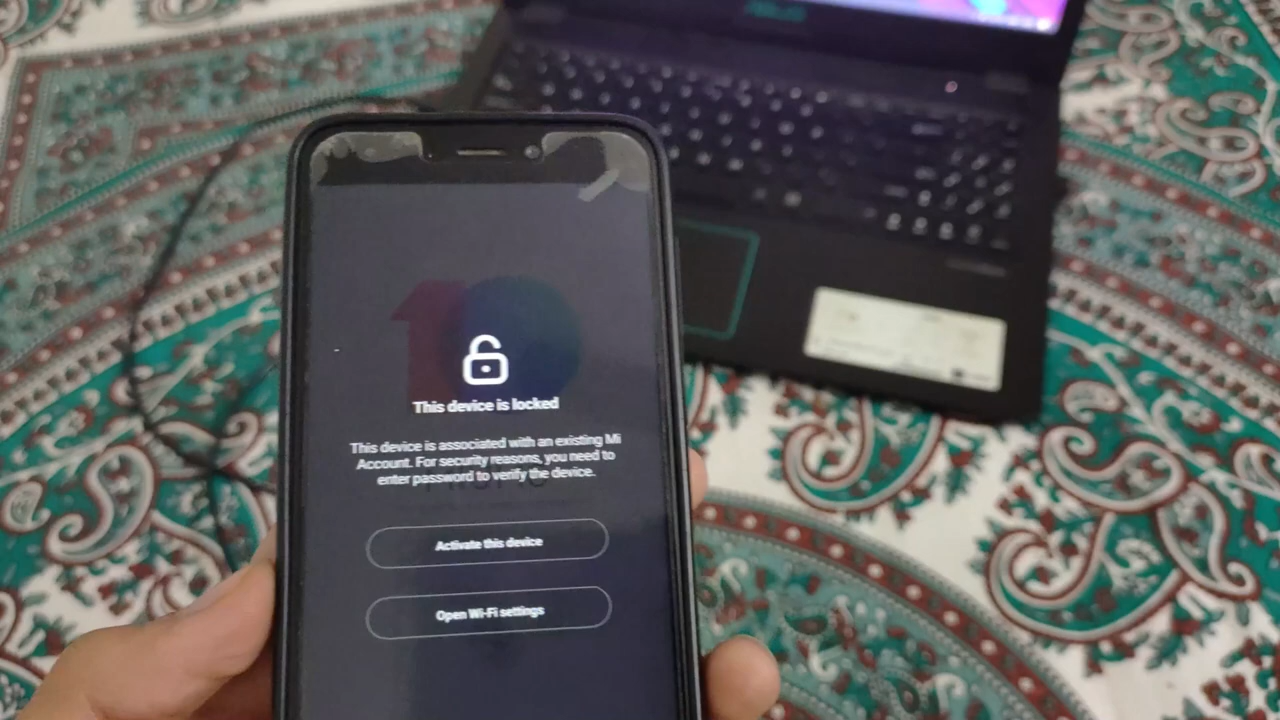 ASUS
This device is locked
This device is associated with an existing Mi
Account. For security reasons, you need to
enter password to verify the device.
Activate this device
Open Wi-Fi settings